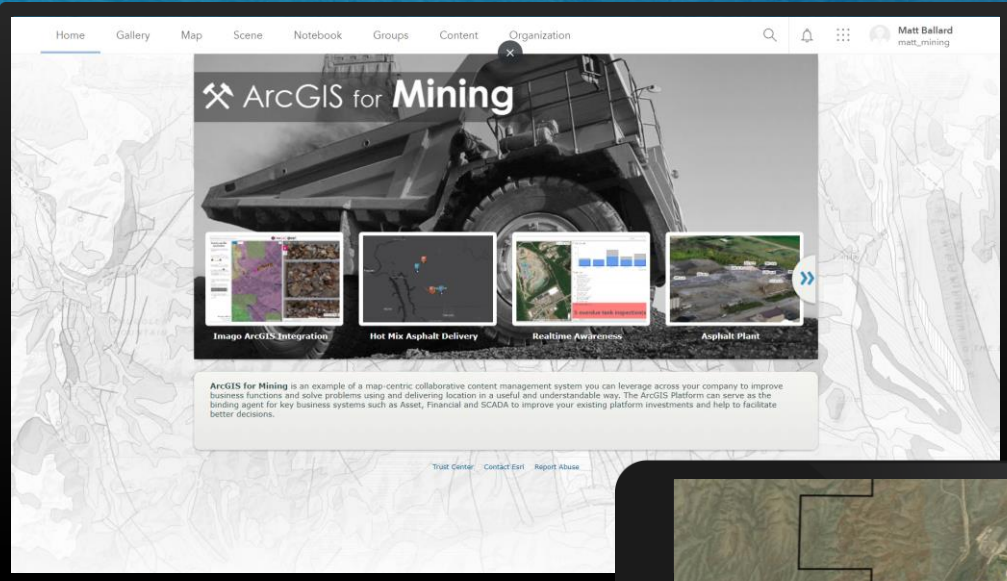 Home Gallery Map Scene Notebook Groups Content Organization
Matt Ballard
matt_mining
ArcGIS for Mining
Imago ArcGIS Integration
Hot Mix Asphalt Delivery
Realtime Awareness
Asphalt Plant
ArcGIS for Mining is an example of a map-centric collaborative content management system you can leverage across your company to improve
business functions and solve problems using and delivering location in a useful and understandable way. The ArcGIS Platform can serve as the
binding agent for key business systems such as Asset, Financial and SCADA to improve your existing platform investments and help to facilitate
better decisions.
Trust Center Contact Esri Report Abuse